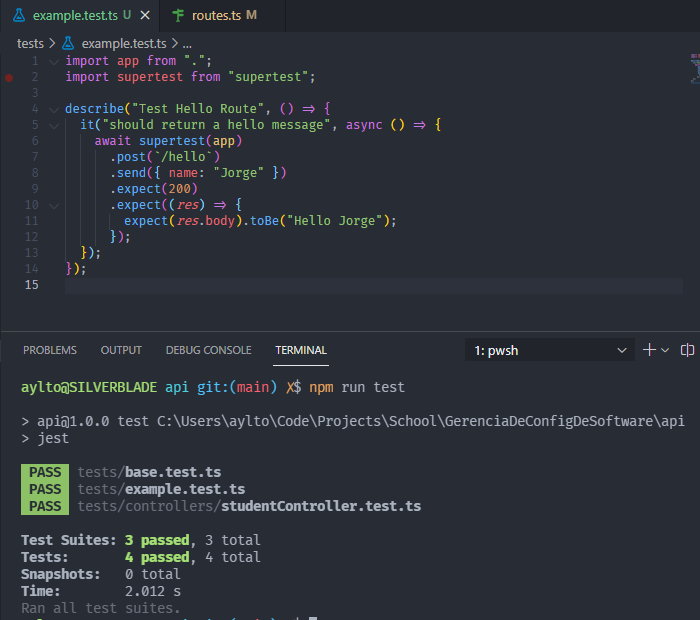 example.test.ts U X routes.ts M
tests > example.test.ts > ...
1 import app from ".";
2 import supertest from "supertest";
3
4 describe("Test Hello Route", () => {
5 it("should return a hello message", async () => {
6 await supertest(app)
7 .post(`/hello`)
8 .send({ name: "Jorge" })
9 .expect(200)
10 .expect((res) => {
11 expect(res.body).toBe("Hello Jorge");
12 });
13 });
14 });
15
PROBLEMS OUTPUT DEBUG CONSOLE TERMINAL 1: pwsh
aylto@SILVERBLADE api git:(main) X$ npm run test
> api@1.0.0 test C:\Users\aylto\Code\Projects\School\GerenciaDeConfigDeSoftware\api
> jest
PASS tests/base.test.ts
PASS tests/example.test.ts
PASS tests/controllers/studentController.test.ts
Test Suites: 3 passed, 3 total
Tests: 4 passed, 4 total
Snapshots: 0 total
Time: 2.012 s
Ran all test suites.